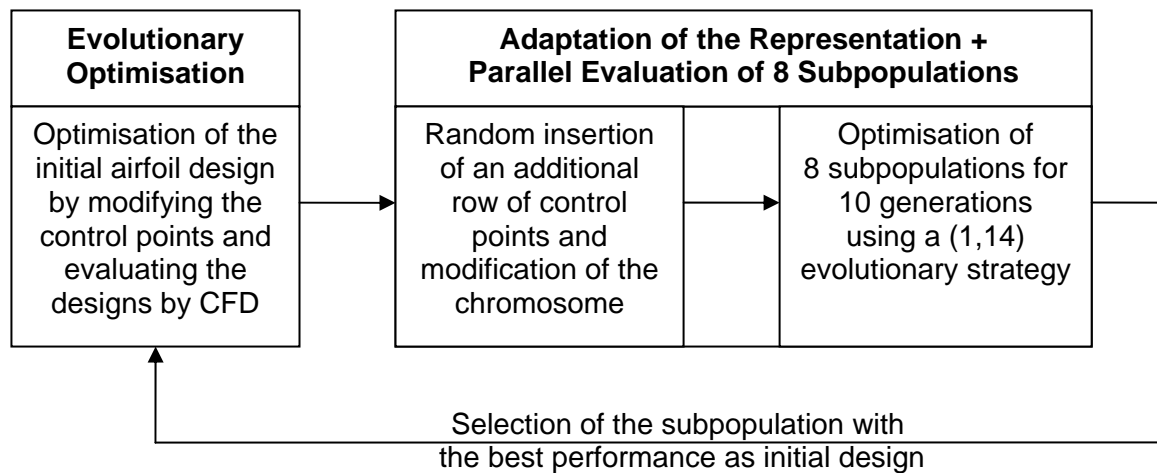 Evolutionary
Optimisation
Optimisation of the
initial airfoil design
by modifying the
control points and
evaluating the
designs by CFD
Adaptation of the Representation +
Parallel Evaluation of 8 Subpopulations
Random insertion
of an additional
row of control
points and
modification of the
chromosome
Optimisation of
8 subpopulations for
10 generations
using a (1,14)
evolutionary strategy
Selection of the subpopulation with
the best performance as initial design